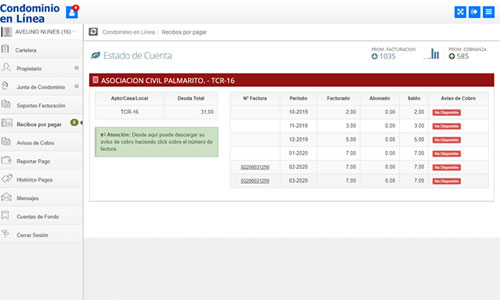 Condominio
en Línea
AVELINO NUNES (16)
Condominio en Línea / Recibos por pagar
Cartelera
Propietario
Junta de Condominio
Soportes Facturación
Recibos por pagar 6
Avisos de Cobro
Reportar Pago
Histórico Pagos
Mensajes
Cuentas de Fondo
Cerrar Sesión
Estado de Cuenta
PROM. FACTURACIÓN
1035
PROM. COBRANZA
585
ASOCIACION CIVIL PALMARITO. - TCR-16
Apto/Casa/Local Deuda Total
TCR-16 31,00
Atención: Desde aquí puede descargar su
aviso de cobro haciendo click sobre el número de
factura
N° Factura Periodo Facturado Abonado Saldo Aviso de Cobro
10-2019 2,00 0,00 2,00 No Disponible
11-2019 3,00 0,00 3,00 No Disponible
12-2019 5,00 0,00 5,00 No Disponible
01-2020 7,00 0,00 7,00 No Disponible
02200031250 02-2020 7,00 0,00 7,00 No Disponible
03200031250 03-2020 7,00 0,00 7,00 No Disponible